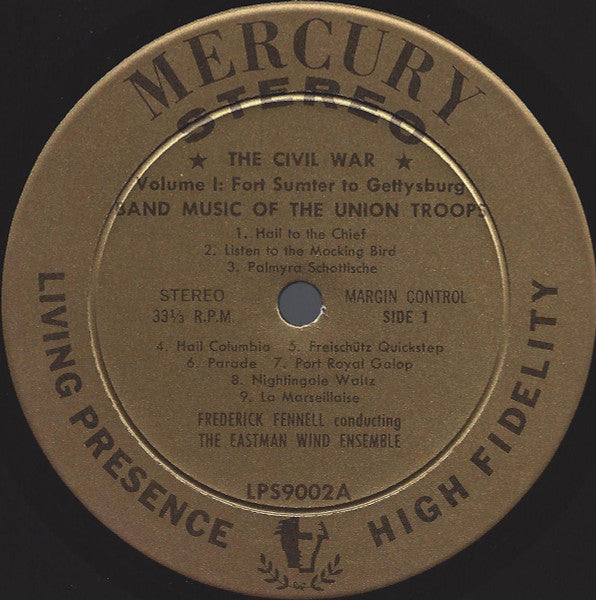 MERCURY
STEREO
★ THE CIVIL WAR ★
Volume I: Fort Sumter to Gettysburg
BAND MUSIC OF THE UNION TROOPS
1. Hail to the Chief
2. Listen to the Mocking Bird
3. Palmyra Schottische
STEREO MARGIN CONTROL
33⅓ R.P.M. SIDE 1
4. Hail Columbia 5. Freischütz Quickstep
6. Parade 7. Port Royal Galop
8. Nightingale Waltz
9. La Marseillaise
FREDERICK FENNELL conducting
THE EASTMAN WIND ENSEMBLE
LPS9002A
LIVING PRESENCE HIGH FIDELITY